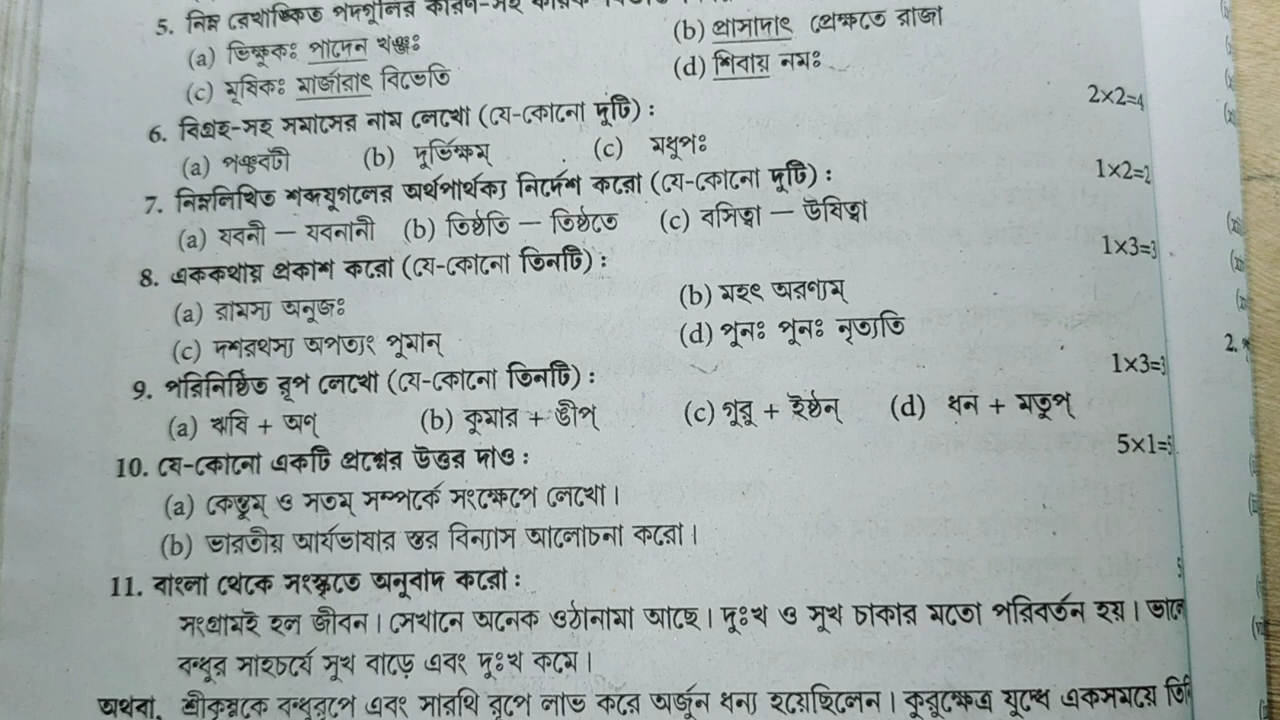 5. নিম্ন রেখাঙ্কিত পদগুলির কারণ-সহ কারক
(a) ভিক্ষুকঃ পাদেন খঞ্জঃ (b) প্রাসাদাৎ প্রেক্ষতে রাজা
(c) মূষিকঃ মার্জারাৎ বিভেতি (d) শিবায় নমঃ
6. বিগ্রহ-সহ সমাসের নাম লেখো (যে-কোনো দুটি) : 2×2=4
(a) পঞ্চবটী (b) দুর্ভিক্ষম্ (c) মধুপঃ
7. নিম্নলিখিত শব্দযুগলের অর্থপার্থক্য নির্দেশ করো (যে-কোনো দুটি) : 1×2=2
(a) যবনী — যবনানী (b) তিষ্ঠতি — তিষ্ঠতে (c) বসিত্বা — উষিত্বা
8. এককথায় প্রকাশ করো (যে-কোনো তিনটি) : 1×3=3
(a) রামস্য অনুজঃ (b) মহৎ অরণ্যম্
(c) দশরথস্য অপত্যং পুমান্ (d) পুনঃ পুনঃ নৃত্যতি
9. পরিনিষ্ঠিত রূপ লেখো (যে-কোনো তিনটি) : 1×3=3
(a) ঋষি + অণ্ (b) কুমার + ঙীপ্ (c) গুরু + ইষ্ঠন্ (d) ধন + মতুপ্
10. যে-কোনো একটি প্রশ্নের উত্তর দাও : 5×1=5
(a) কেন্তুম্ ও সতম্ সম্পর্কে সংক্ষেপে লেখো।
(b) ভারতীয় আর্যভাষার স্তর বিন্যাস আলোচনা করো।
11. বাংলা থেকে সংস্কৃতে অনুবাদ করো : 5
সংগ্রামই হল জীবন। সেখানে অনেক ওঠানামা আছে। দুঃখ ও সুখ চাকার মতো পরিবর্তন হয়।
বন্ধুর সাহচর্যে সুখ বাড়ে এবং দুঃখ কমে।
অথবা, শ্রীকৃষ্ণকে বন্ধুরূপে এবং সারথি রূপে লাভ করে অর্জুন ধন্য হয়েছিলেন। কুরুক্ষেত্র যুদ্ধে একসময়ে
2.